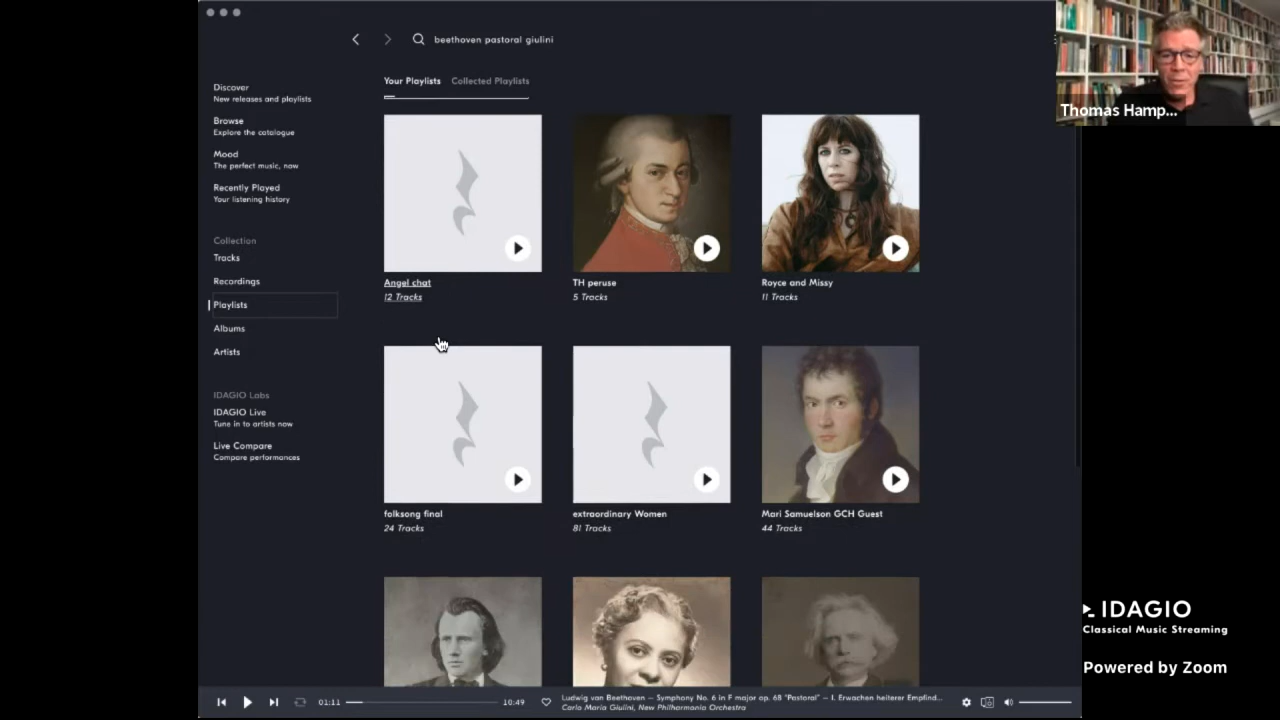 beethoven pastoral giulini
Thomas Hamp...
Discover
New releases and playlists
Browse
Explore the catalogue
Mood
The perfect music, now
Recently Played
Your listening history
Collection
Tracks
Recordings
Playlists
Albums
Artists
IDAGIO Labs
IDAGIO Live
Tune in to artists now
Live Compare
Compare performances
Your Playlists Collected Playlists
Angel chat
12 Tracks
TH peruse
5 Tracks
Royce and Missy
11 Tracks
folksong final
24 Tracks
extraordinary Women
81 Tracks
Mari Samuelson GCH Guest
44 Tracks
01:11
10:49
Ludwig van Beethoven – Symphony No. 6 in F major op. 68 "Pastoral" – I. Erwachen heiterer Empfind...
Carlo Maria Giulini, New Philharmonia Orchestra
IDAGIO
Classical Music Streaming
Powered by Zoom